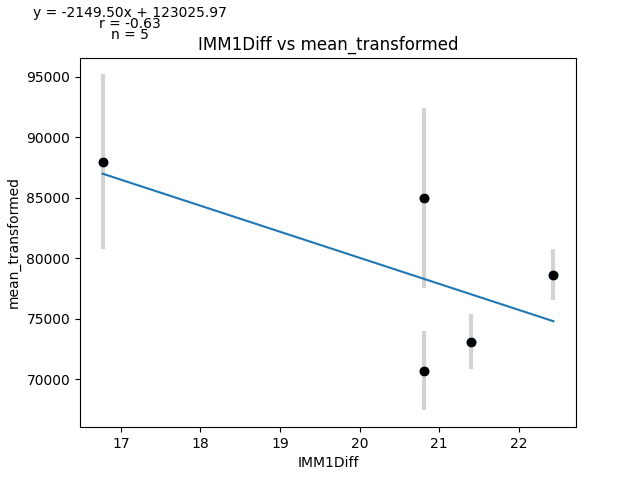 y = -2149.50x + 123025.97
r = -0.63
n = 5
IMM1Diff vs mean_transformed
95000
90000
85000
80000
75000
70000
mean_transformed
17 18 19 20 21 22
IMM1Diff